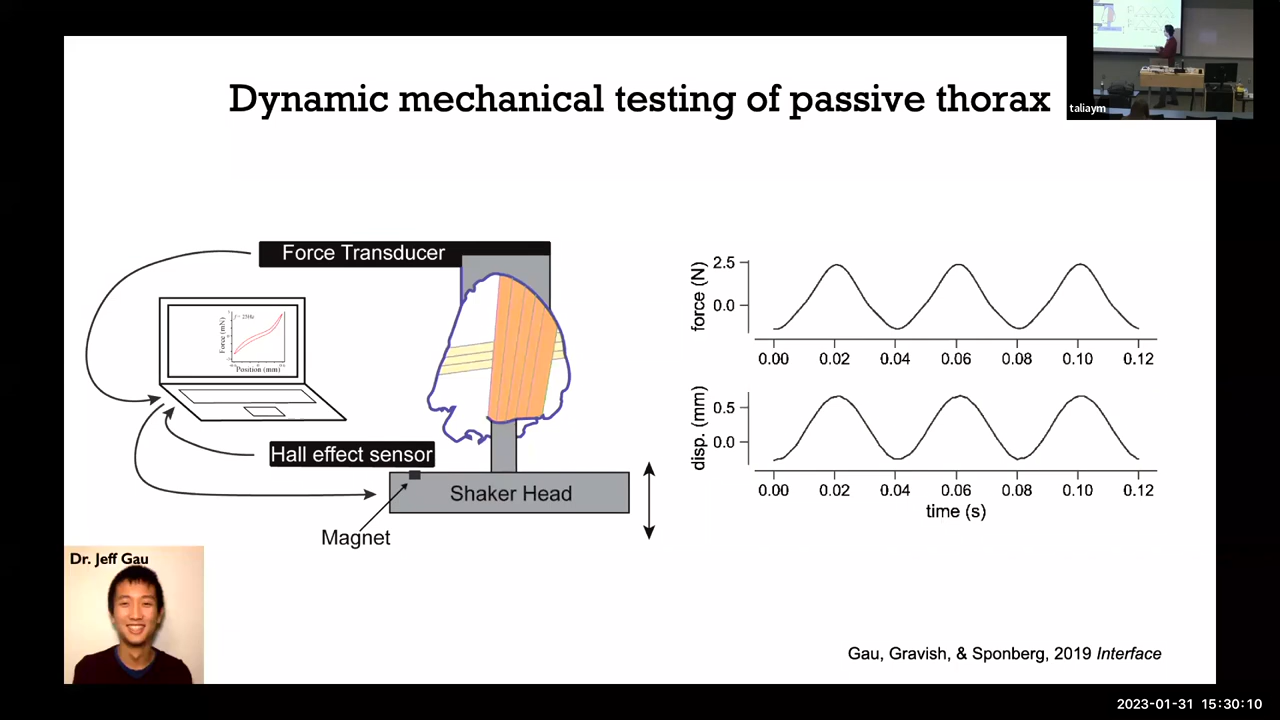 Dynamic mechanical testing of passive thorax
taliaym
Force Transducer
Force (mN)
f = 25Hz
Position (mm)
Hall effect sensor
Shaker Head
Magnet
force (N)
2.5
0.0
0.00 0.02 0.04 0.06 0.08 0.10 0.12
disp. (mm)
0.5
0.0
0.00 0.02 0.04 0.06 0.08 0.10 0.12
time (s)
Dr. Jeff Gau
Gau, Gravish, & Sponberg, 2019 Interface
2023-01-31 15:30:10